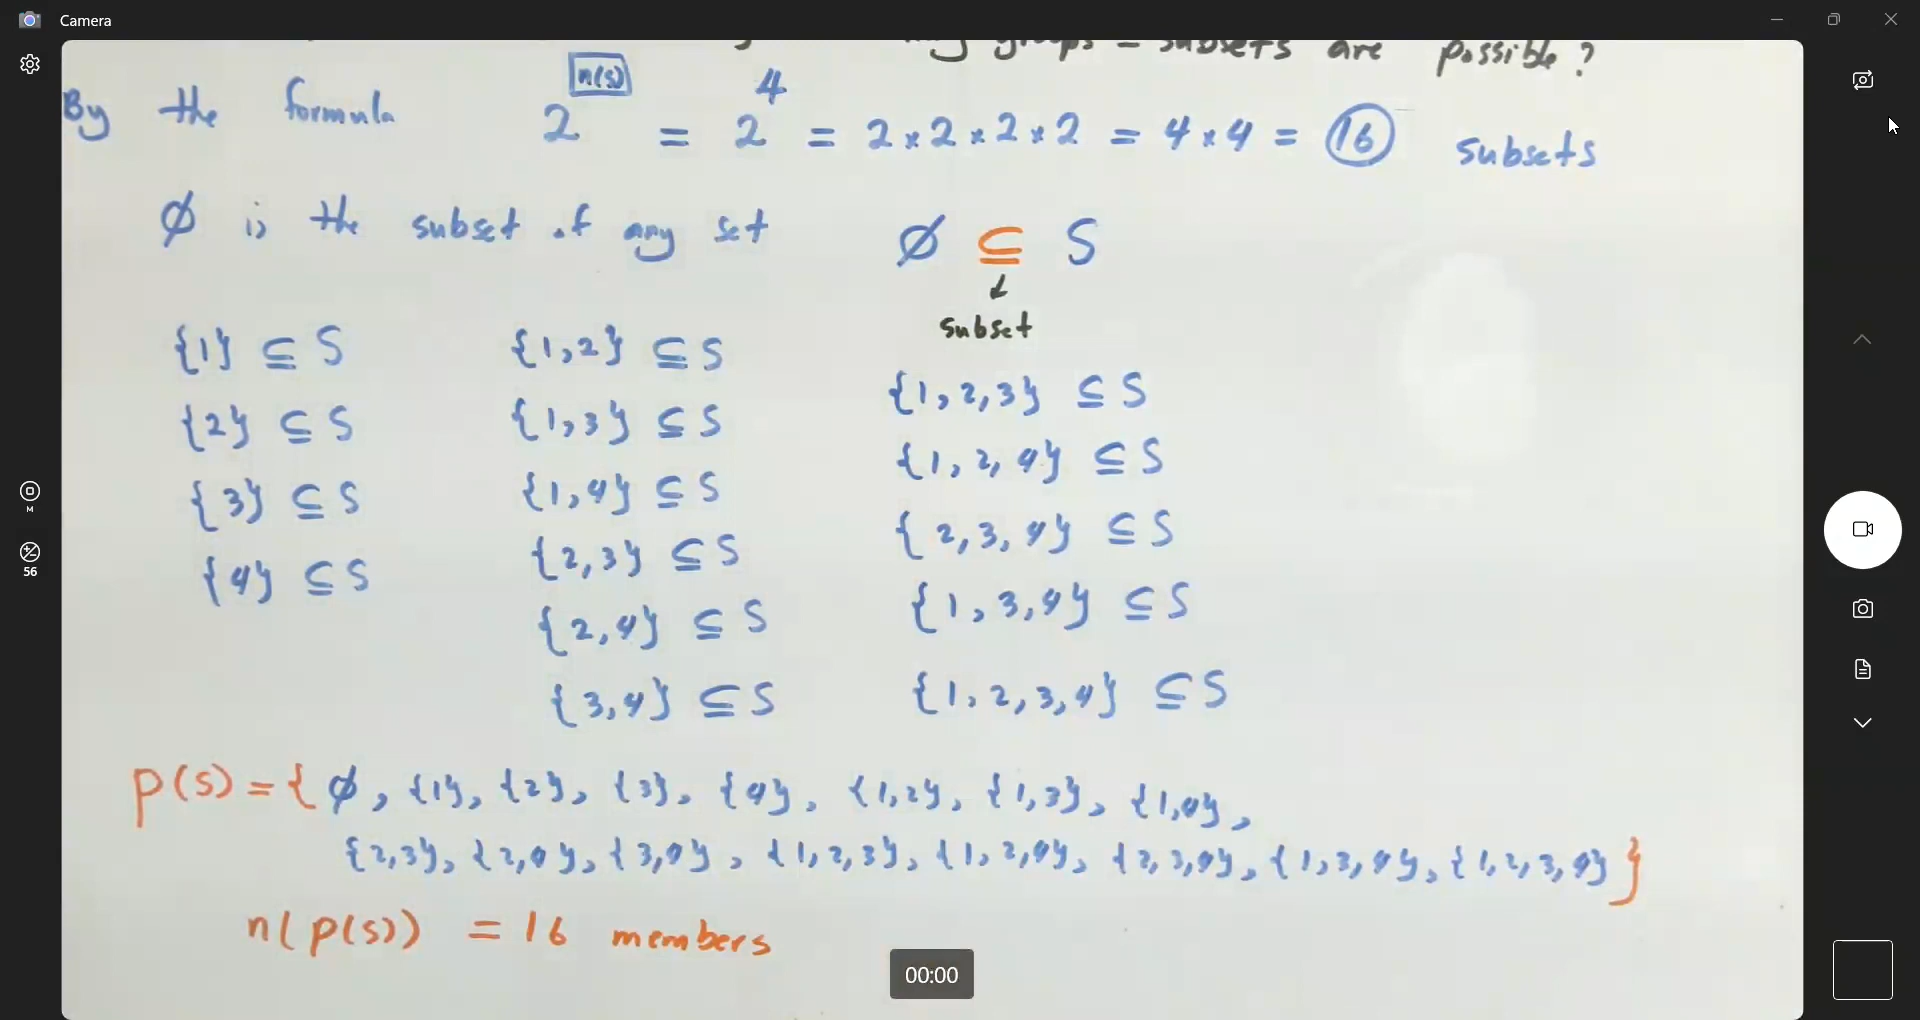 Camera
groups = subsets are possible?
By the formula 2^n(s) = 2^4 = 2 × 2 × 2 × 2 = 4 × 4 = 16 subsets
∅ is the subset of any set ∅ ⊆ S
subset
{1} ⊆ S
{2} ⊆ S
{3} ⊆ S
{4} ⊆ S
{1,2} ⊆ S
{1,3} ⊆ S
{1,4} ⊆ S
{2,3} ⊆ S
{2,4} ⊆ S
{3,4} ⊆ S
{1,2,3} ⊆ S
{1,2,4} ⊆ S
{2,3,4} ⊆ S
{1,3,4} ⊆ S
{1,2,3,4} ⊆ S
P(S) = { ∅, {1}, {2}, {3}, {4}, {1,2}, {1,3}, {1,4},
{2,3}, {2,4}, {3,4}, {1,2,3}, {1,2,4}, {2,3,4}, {1,3,4}, {1,2,3,4} }
n(P(S)) = 16 members
M
56
00:00